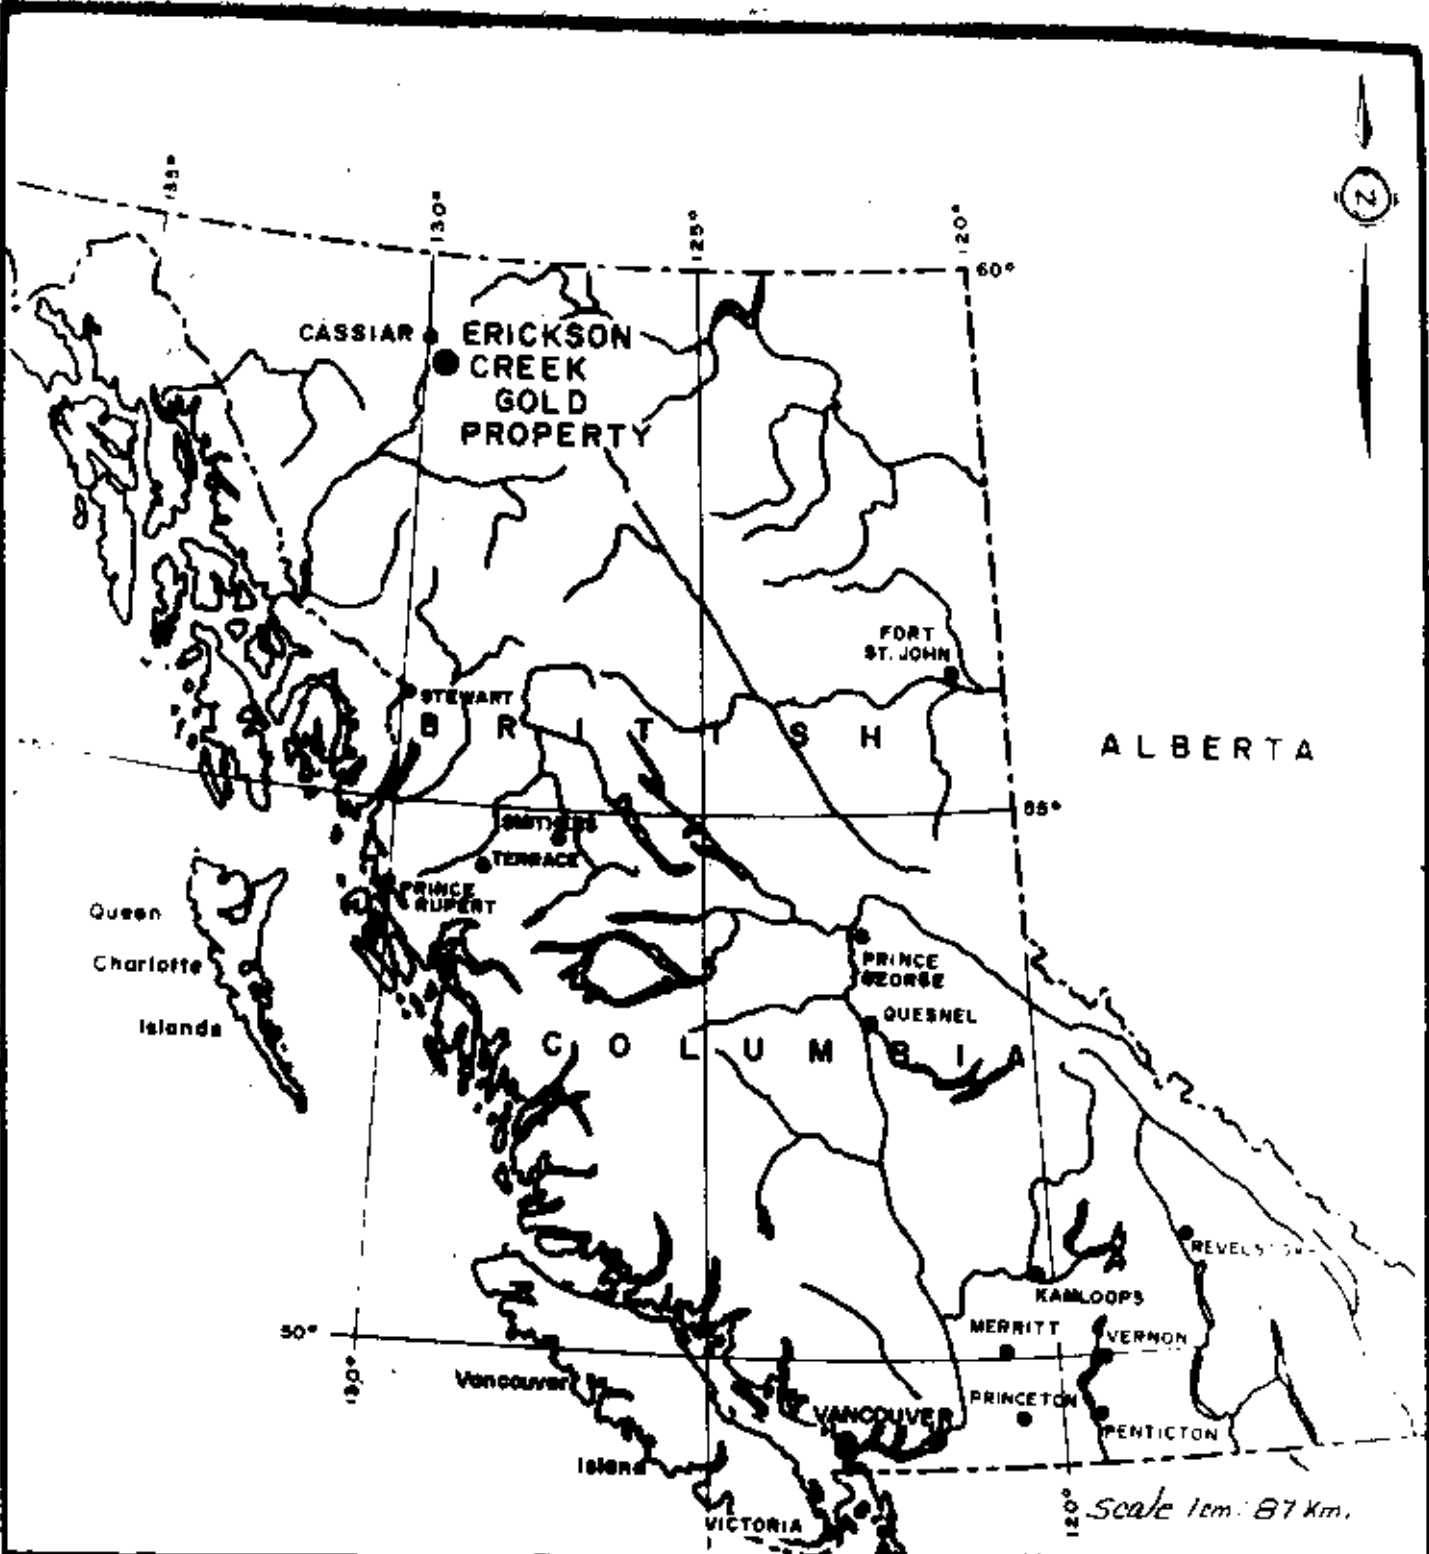 135°
130°
125°
120°
60°
CASSIAR
ERICKSON
CREEK
GOLD
PROPERTY
FORT
ST. JOHN
STEWART
B R I T I S H
ALBERTA
55°
SMITHERS
TERRACE
PRINCE
RUPERT
Queen
Charlotte
Islands
PRINCE
GEORGE
QUESNEL
C O L U M B I A
REVELSTOKE
KAMLOOPS
MERRITT
VERNON
50°
130°
Vancouver
Island
PRINCETON
VANCOUVER
PENTICTON
VICTORIA
120°
Scale 1cm: 87 Km.